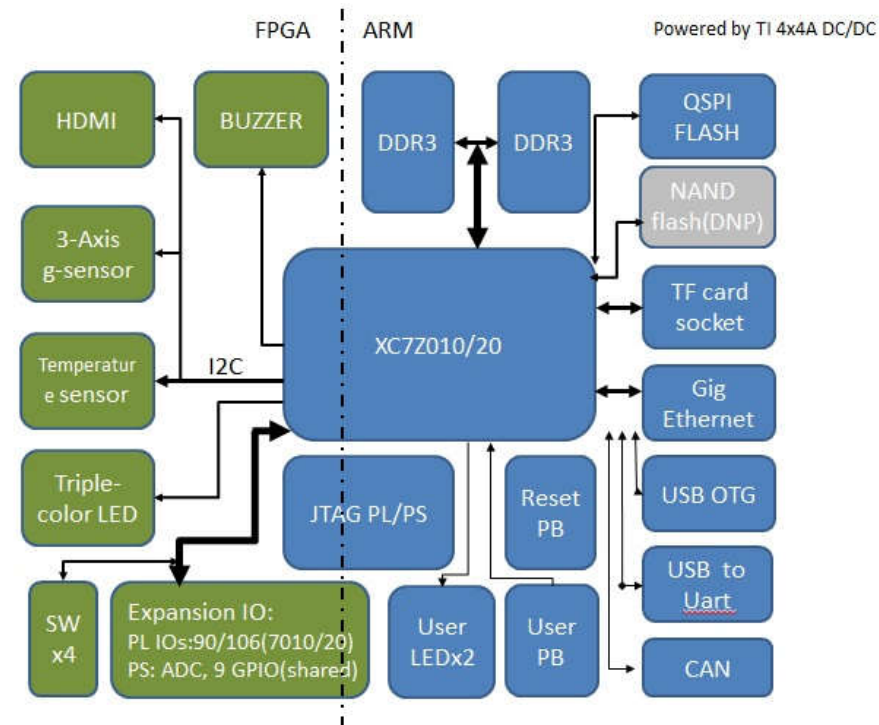 FPGA
ARM
Powered by TI 4x4A DC/DC
HDMI
BUZZER
DDR3
DDR3
QSPI
FLASH
NAND
flash(DNP)
3-Axis
g-sensor
TF card
socket
XC7Z010/20
Temperatur
e sensor
I2C
Gig
Ethernet
Triple-
color LED
JTAG PL/PS
Reset
PB
USB OTG
USB to
Uart
SW
x4
Expansion IO:
PL IOs:90/106(7010/20)
PS: ADC, 9 GPIO(shared)
User
LEDx2
User
PB
CAN